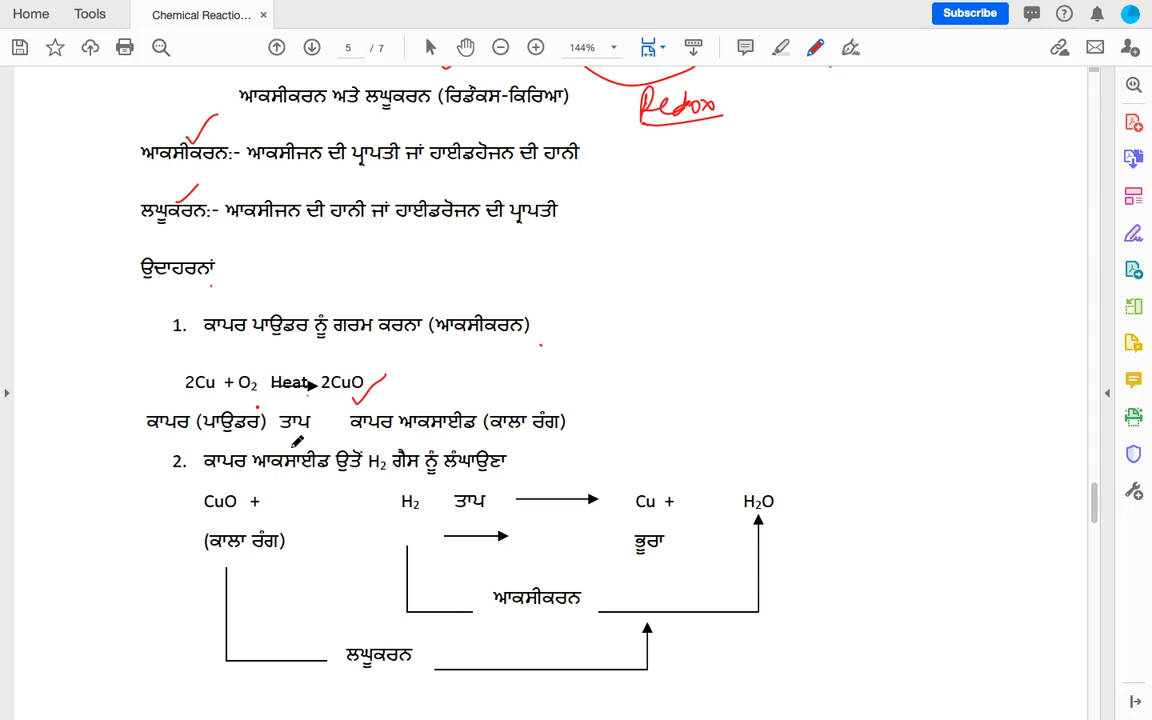 Home Tools Chemical Reactio... × Subscribe
5 / 7 144%
ਆਕਸੀਕਰਨ ਅਤੇ ਲਘੂਕਰਨ (ਰਿਡੌਕਸ-ਕਿਰਿਆ)
Redox
ਆਕਸੀਕਰਨ:- ਆਕਸੀਜਨ ਦੀ ਪ੍ਰਾਪਤੀ ਜਾਂ ਹਾਈਡਹੋਜਨ ਦੀ ਹਾਨੀ
ਲਘੂਕਰਨ:- ਆਕਸੀਜਨ ਦੀ ਹਾਨੀ ਜਾਂ ਹਾਈਡਰੋਜਨ ਦੀ ਪ੍ਰਾਪਤੀ
ਉਦਾਹਰਨਾਂ
1. ਕਾਪਰ ਪਾਊਡਰ ਨੂੰ ਗਰਮ ਕਰਨਾ (ਆਕਸੀਕਰਨ)
2Cu + O₂ Heat 2CuO
ਕਾਪਰ (ਪਾਊਡਰ) ਤਾਪ ਕਾਪਰ ਆਕਸਾਈਡ (ਕਾਲਾ ਰੰਗ)
2. ਕਾਪਰ ਆਕਸਾਈਡ ਉਤੋਂ H₂ ਗੈਸ ਨੂੰ ਲੰਘਾਉਣਾ
CuO + H₂ ਤਾਪ Cu + H₂O
(ਕਾਲਾ ਰੰਗ) ਭੂਰਾ
ਆਕਸੀਕਰਨ
ਲਘੂਕਰਨ